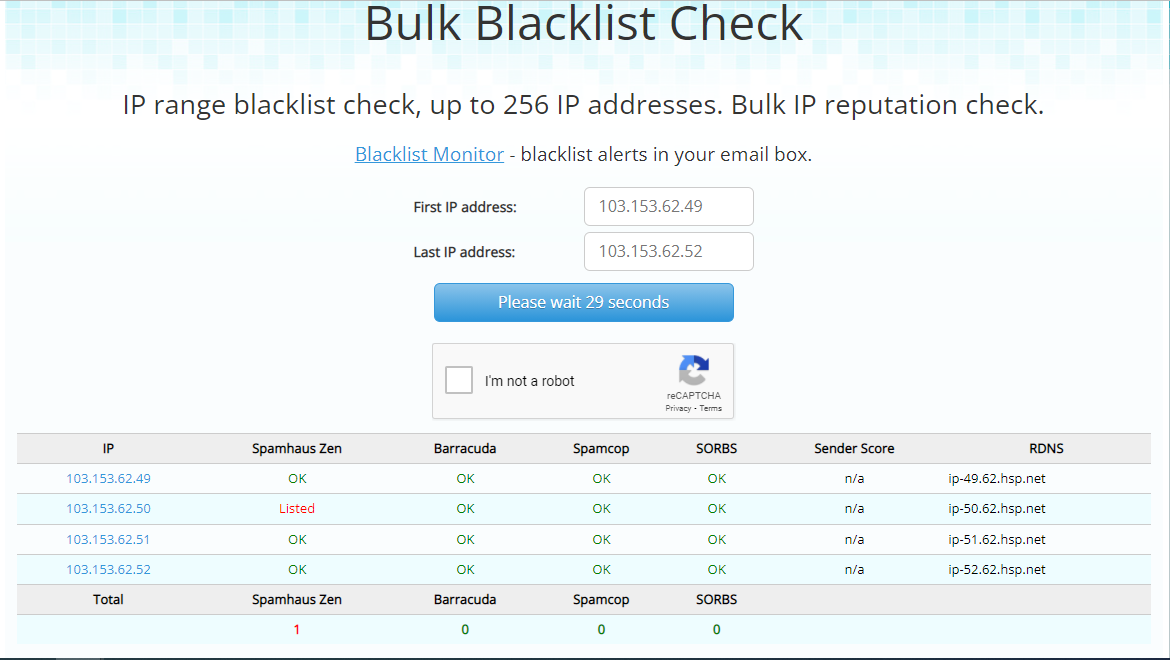 Bulk Blacklist Check
IP range blacklist check, up to 256 IP addresses. Bulk IP reputation check.
Blacklist Monitor - blacklist alerts in your email box.
First IP address: 103.153.62.49
Last IP address: 103.153.62.52
Please wait 29 seconds
I'm not a robot
reCAPTCHA
Privacy - Terms
IP Spamhaus Zen Barracuda Spamcop SORBS Sender Score RDNS
103.153.62.49 OK OK OK OK n/a ip-49.62.hsp.net
103.153.62.50 Listed OK OK OK n/a ip-50.62.hsp.net
103.153.62.51 OK OK OK OK n/a ip-51.62.hsp.net
103.153.62.52 OK OK OK OK n/a ip-52.62.hsp.net
Total Spamhaus Zen Barracuda Spamcop SORBS
1 0 0 0